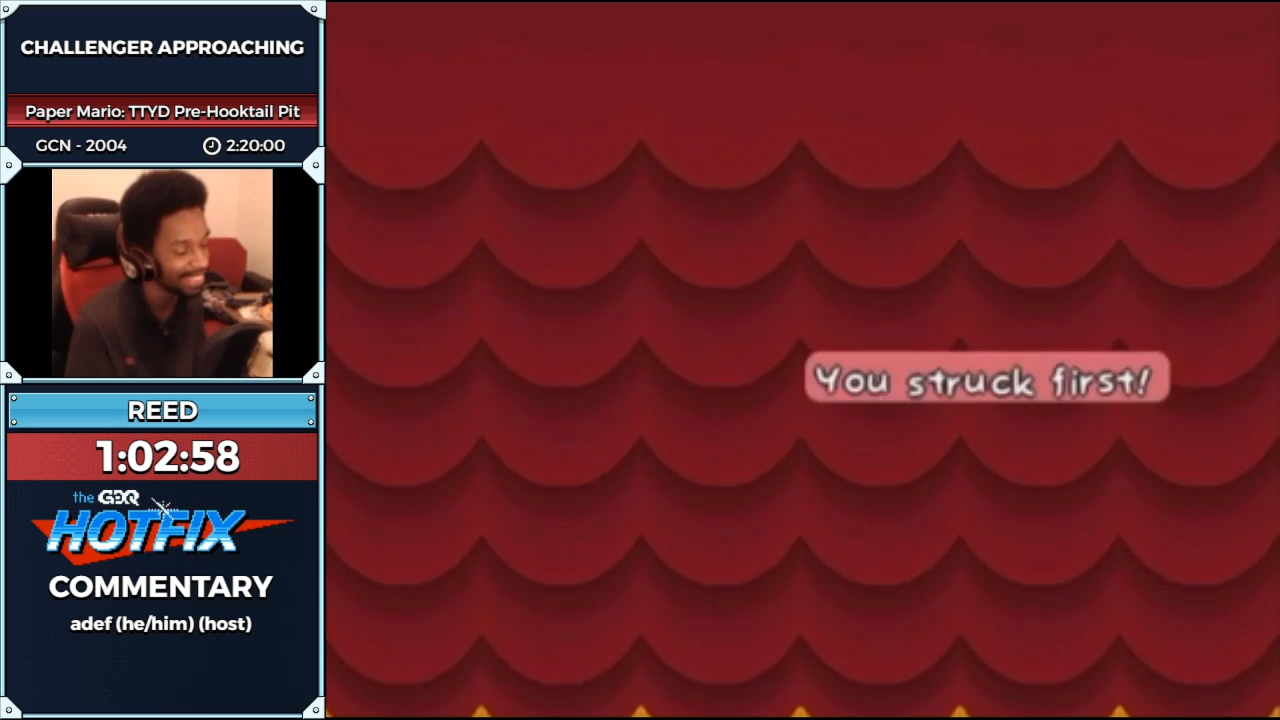 CHALLENGER APPROACHING
Paper Mario: TTYD Pre-Hooktail Pit
GCN - 2004 2:20:00
You struck first!
REED
1:02:58
the GDQ
HOTFIX
COMMENTARY
adef (he/him) (host)